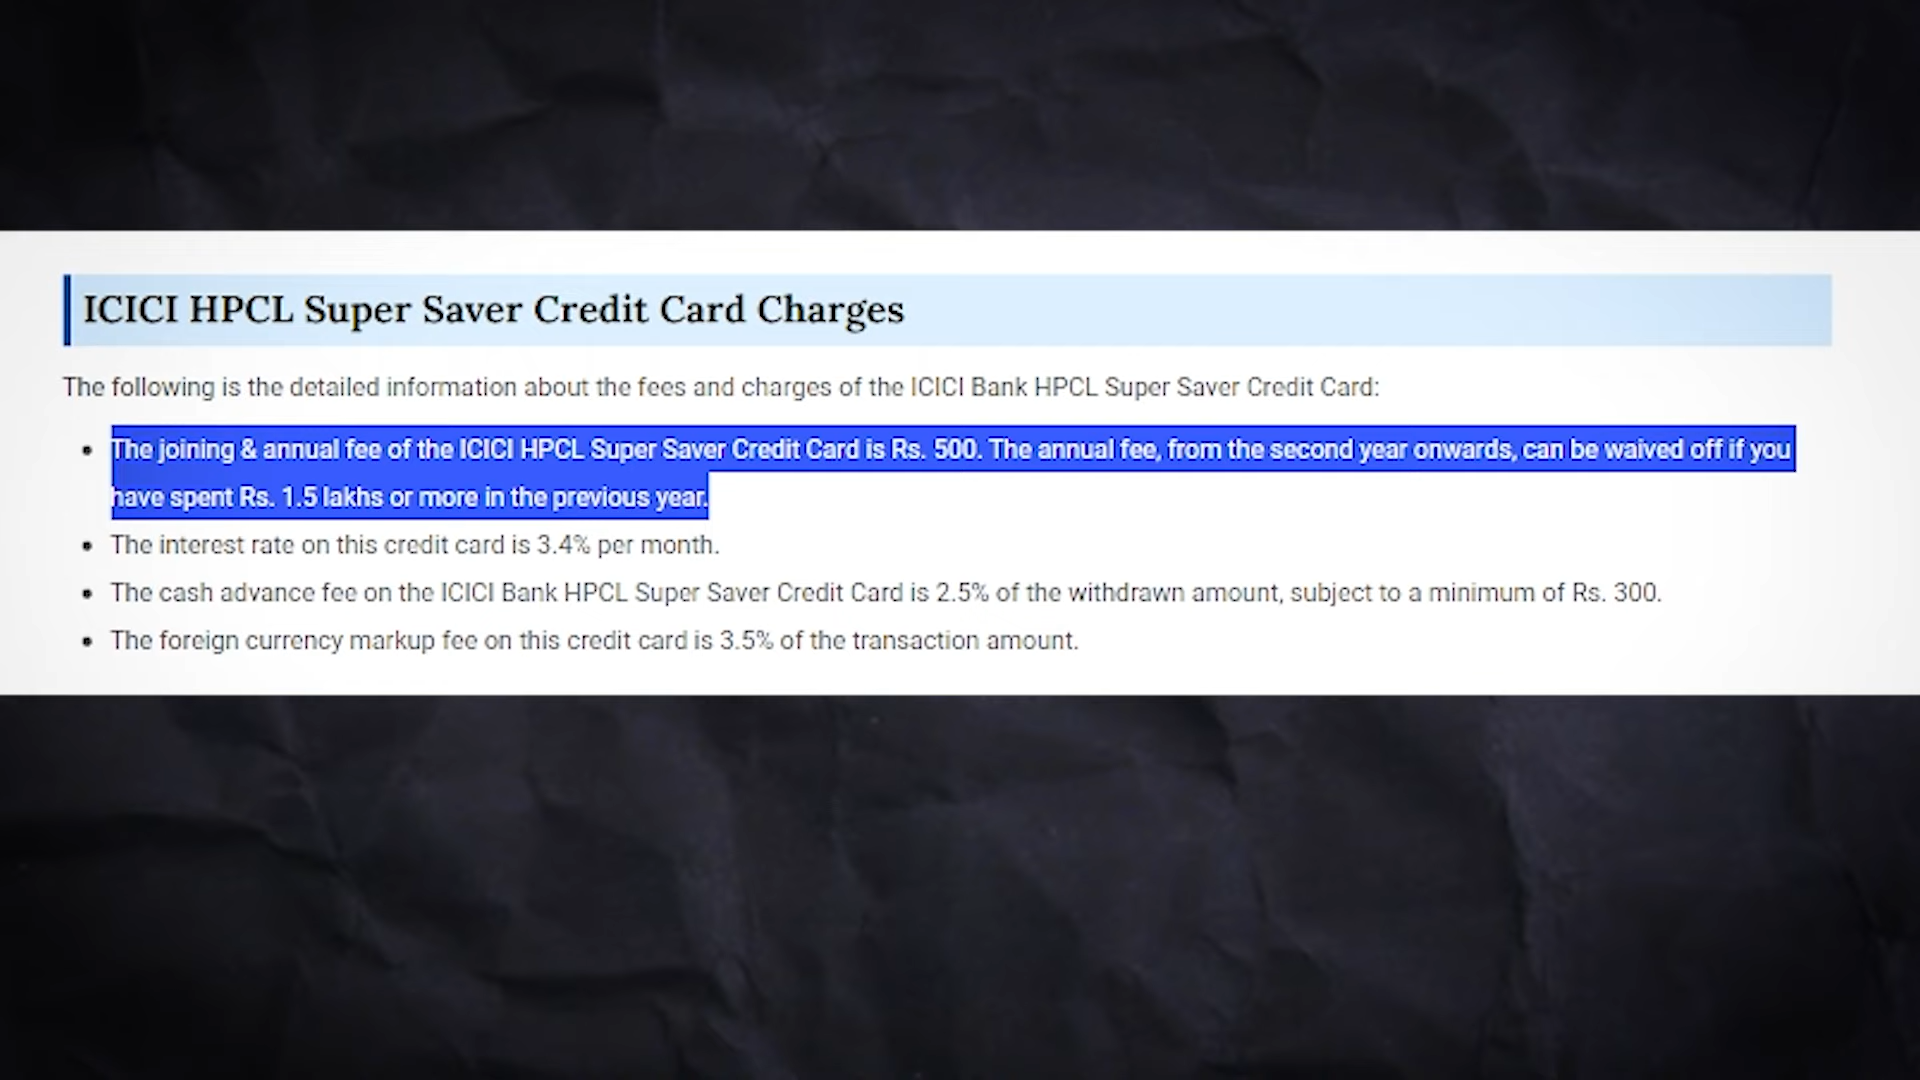 ICICI HPCL Super Saver Credit Card Charges
The following is the detailed information about the fees and charges of the ICICI Bank HPCL Super Saver Credit Card:
• The joining & annual fee of the ICICI HPCL Super Saver Credit Card is Rs. 500. The annual fee, from the second year onwards, can be waived off if you
have spent Rs. 1.5 lakhs or more in the previous year.
• The interest rate on this credit card is 3.4% per month.
• The cash advance fee on the ICICI Bank HPCL Super Saver Credit Card is 2.5% of the withdrawn amount, subject to a minimum of Rs. 300.
• The foreign currency markup fee on this credit card is 3.5% of the transaction amount.